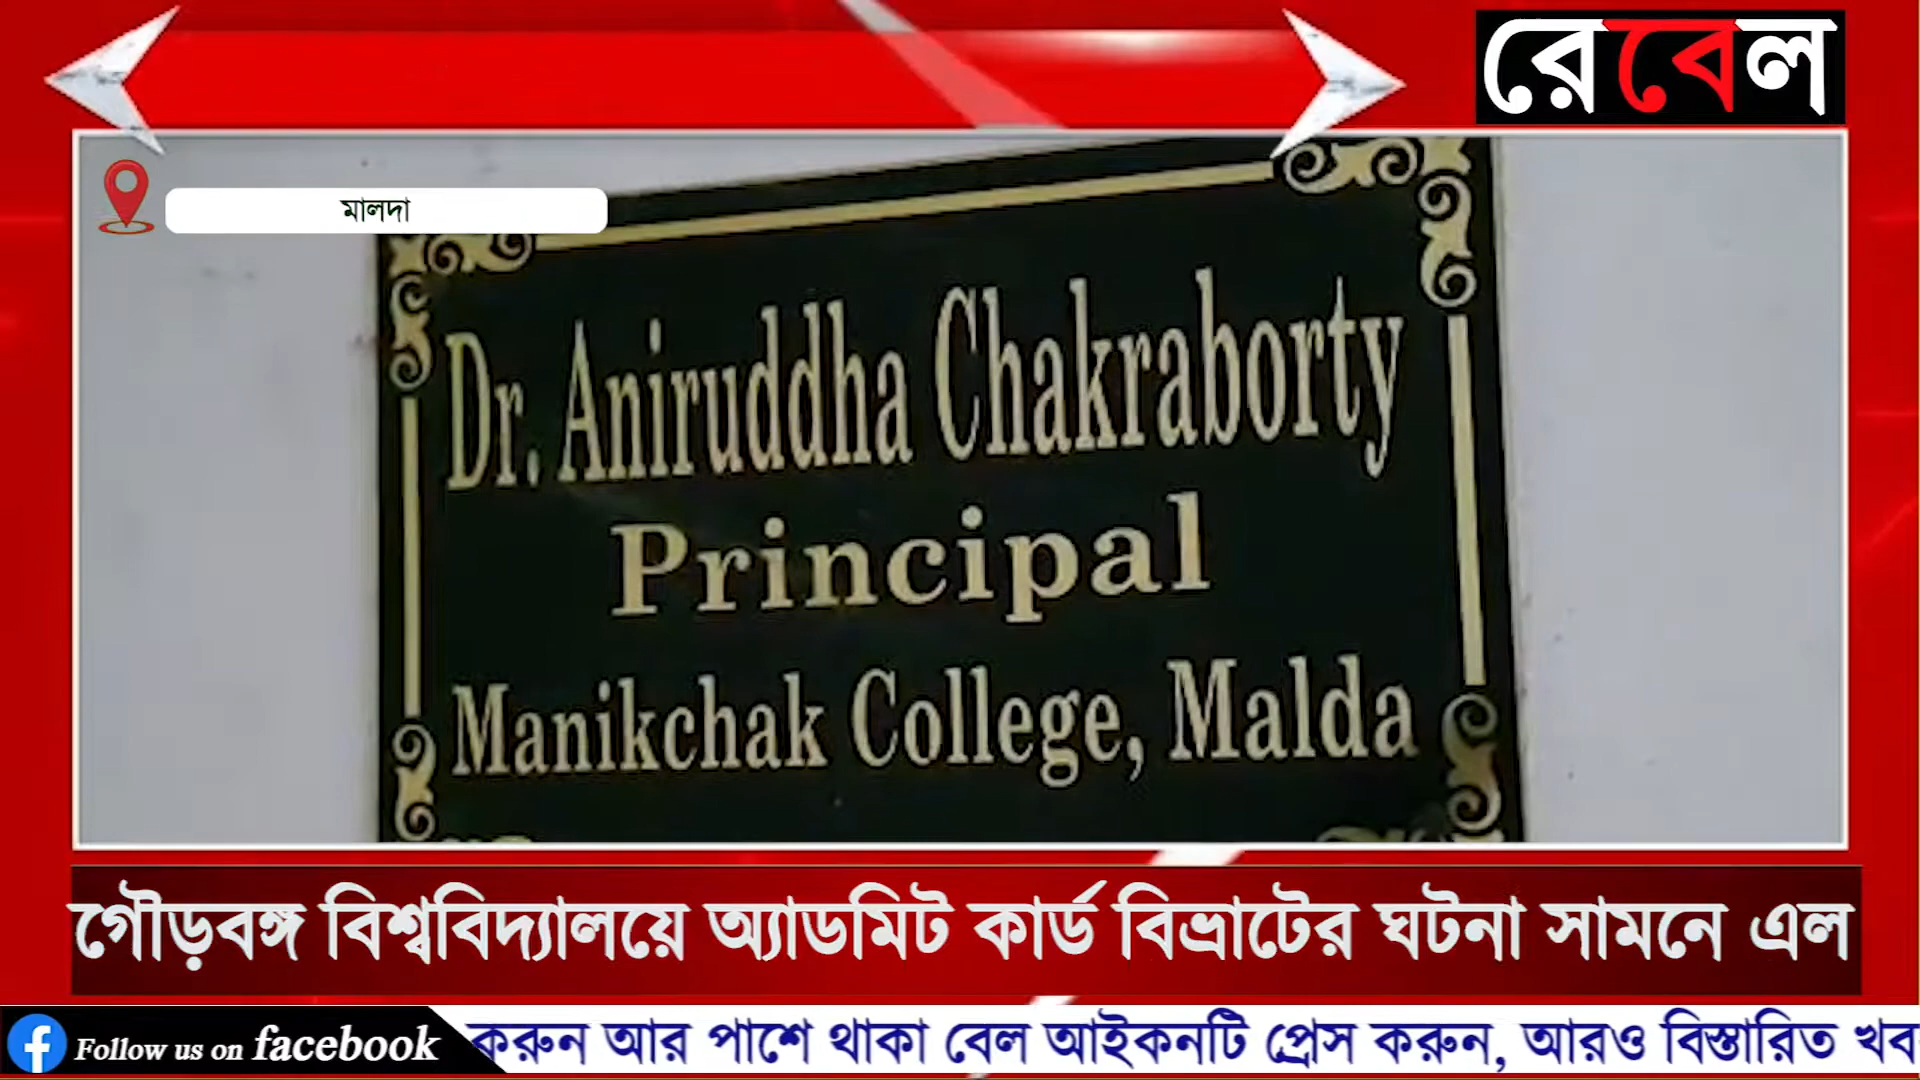 রেবেল
মালদা
Dr. Aniruddha Chakraborty
Principal
Manikchak College, Malda
গৌড়বঙ্গ বিশ্ববিদ্যালয়ে অ্যাডমিট কার্ড বিভ্রাটের ঘটনা সামনে এল
Follow us on facebook
করুন আর পাশে থাকা বেল আইকনটি প্রেস করুন, আরও বিস্তারিত